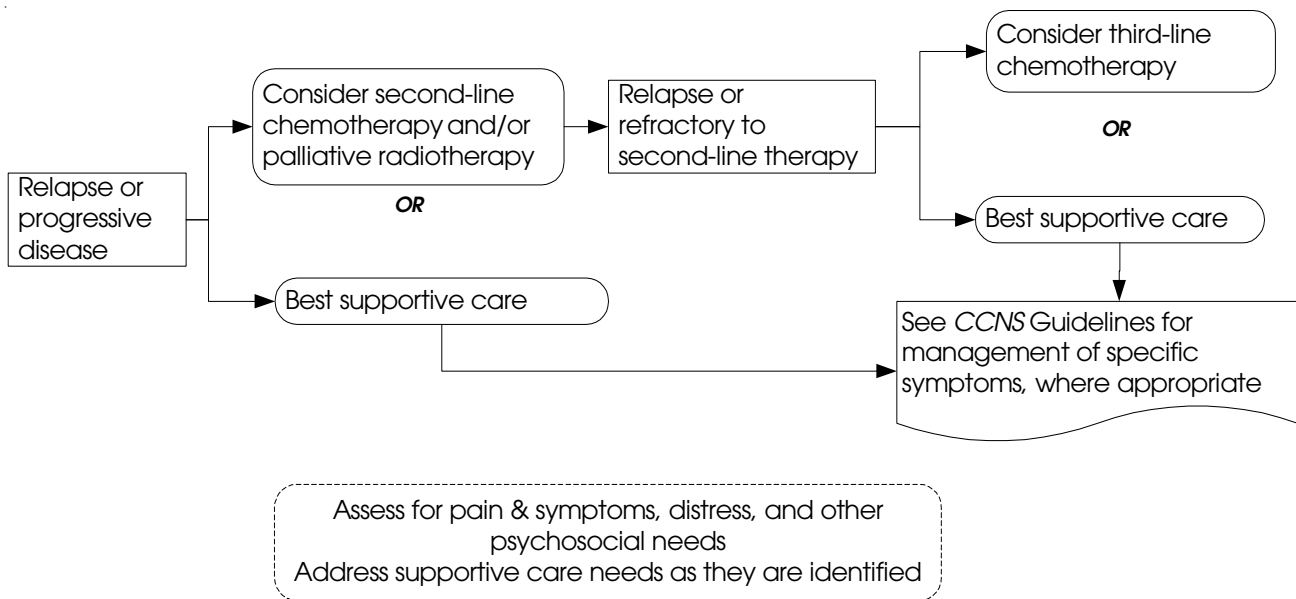 Relapse or
progressive
disease
Consider second-line
chemotherapy and/or
palliative radiotherapy
OR
Best supportive care
Relapse or
refractory to
second-line therapy
Consider third-line
chemotherapy
OR
Best supportive care
See CCNS Guidelines for
management of specific
symptoms, where appropriate
Assess for pain & symptoms, distress, and other
psychosocial needs
Address supportive care needs as they are identified